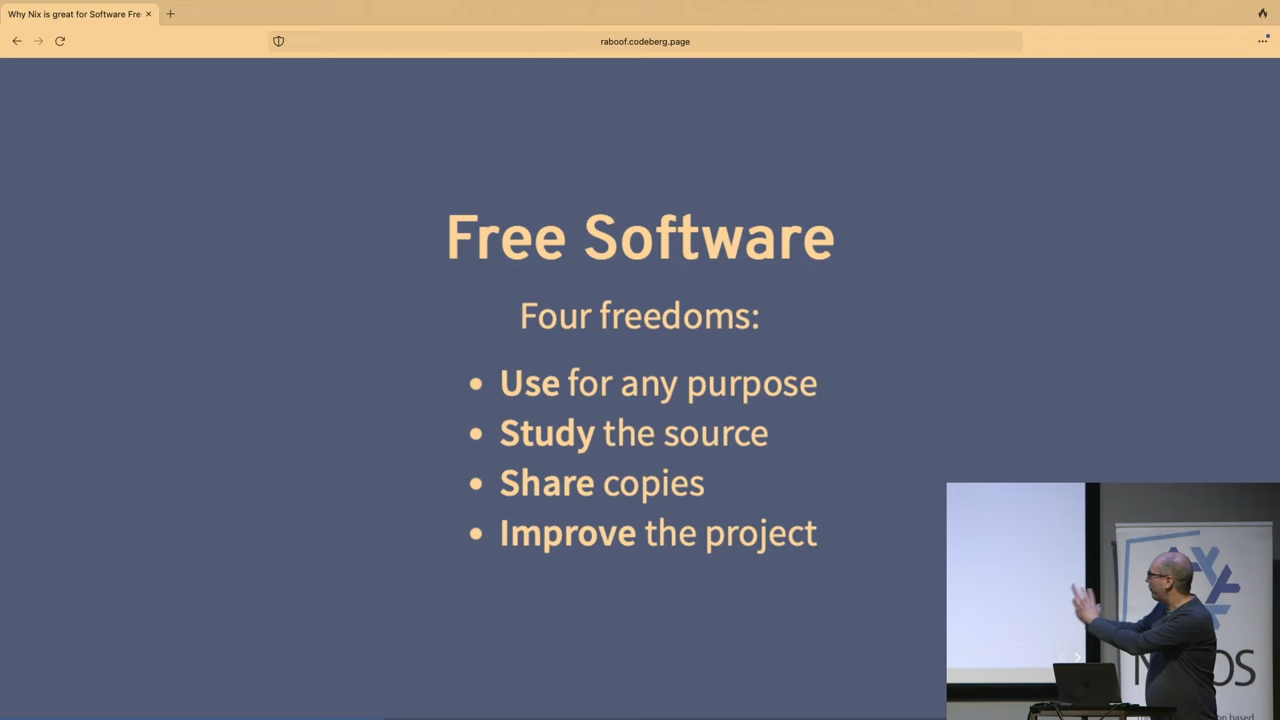 Why Nix is great for Software Fre
raboof.codeberg.page
Free Software
Four freedoms:
• Use for any purpose
• Study the source
• Share copies
• Improve the project